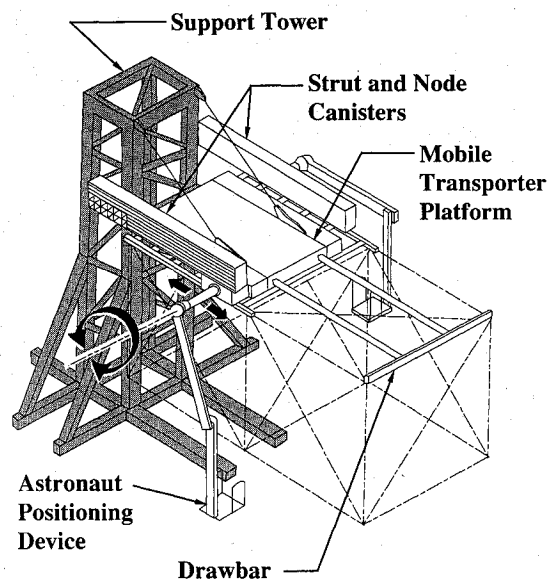 Support Tower
Strut and Node
Canisters
Mobile
Transporter
Platform
Astronaut
Positioning
Device
Drawbar